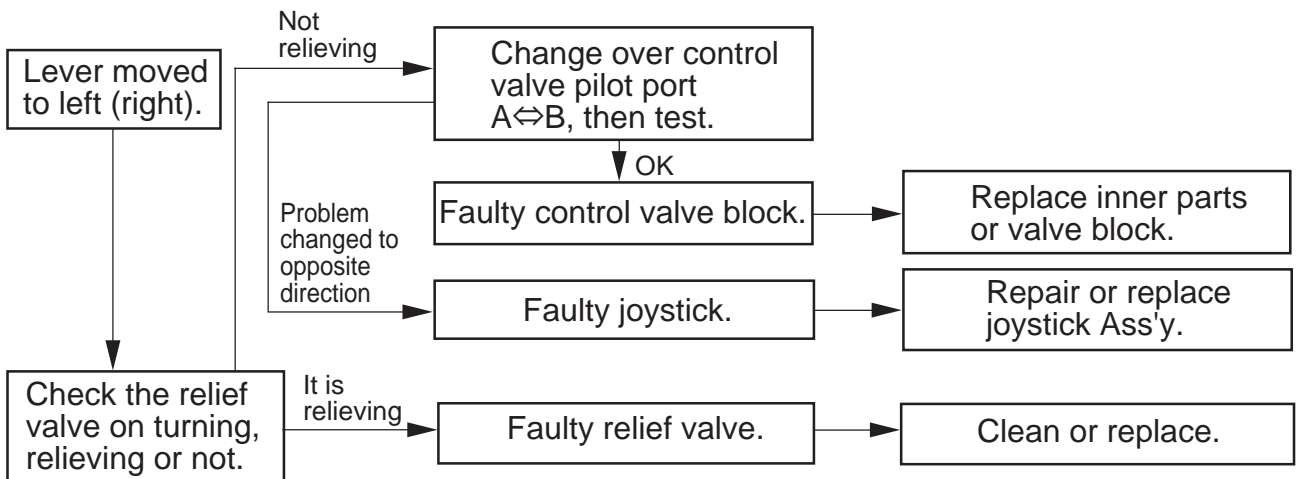 Lever moved
to left (right).
Not
relieving
Change over control
valve pilot port
A⇔B, then test.
OK
Faulty control valve block.
Replace inner parts
or valve block.
Problem
changed to
opposite
direction
Faulty joystick.
Repair or replace
joystick Ass'y.
Check the relief
valve on turning,
relieving or not.
It is
relieving
Faulty relief valve.
Clean or replace.